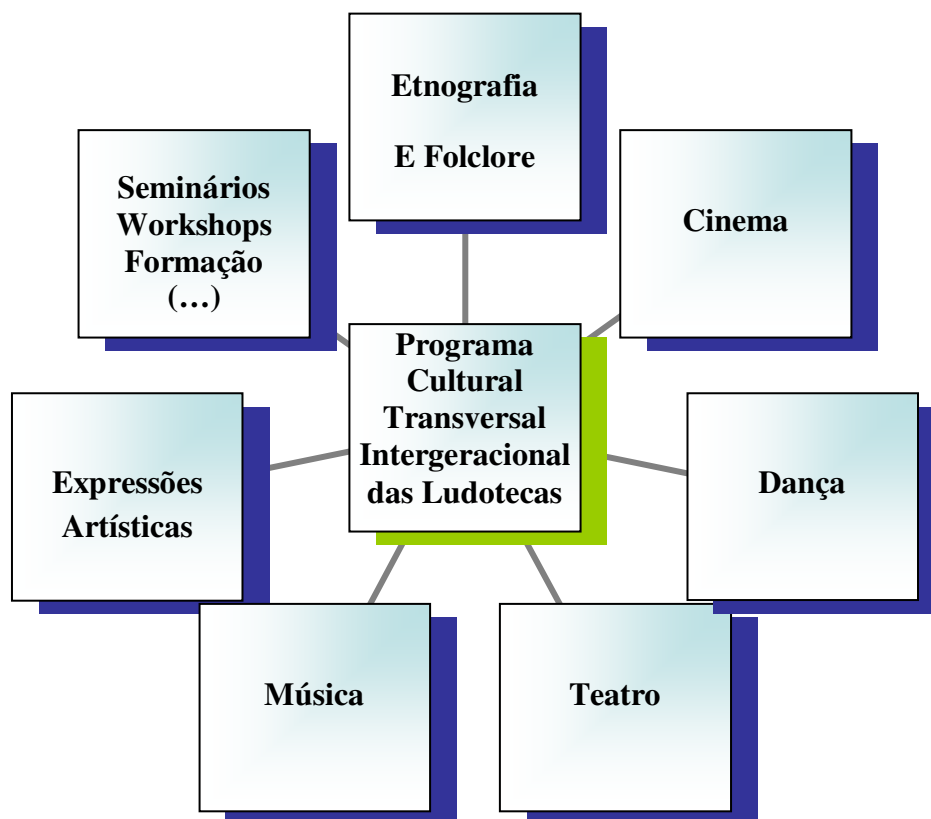 Etnografia
E Folclore
Seminários
Workshops
Formação
(…)
Cinema
Programa
Cultural
Transversal
Intergeracional
das Ludotecas
Expressões
Artísticas
Dança
Música
Teatro